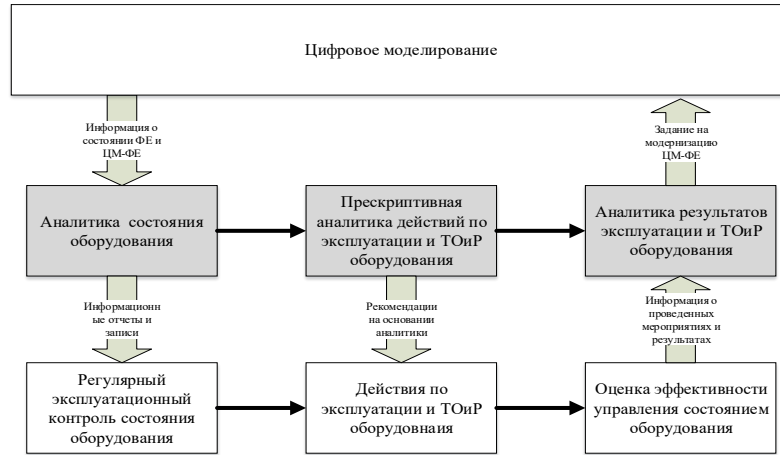 Цифровое моделирование
Информация о
состоянии ФЕ и
ЦМ-ФЕ
Задание на
модернизацию
ЦМ-ФЕ
Аналитика состояния
оборудования
Прескриптивная
аналитика действий по
эксплуатации и ТОиР
оборудования
Аналитика результатов
эксплуатации и ТОиР
оборудования
Информационн
ые отчеты и
записи
Рекомендации
на основании
аналитики
Информация о
проведенных
мероприятиях и
результатах
Регулярный
эксплуатационный
контроль состояния
оборудования
Действия по
эксплуатации и ТОиР
оборудовнаия
Оценка эффективности
управления состоянием
оборудования